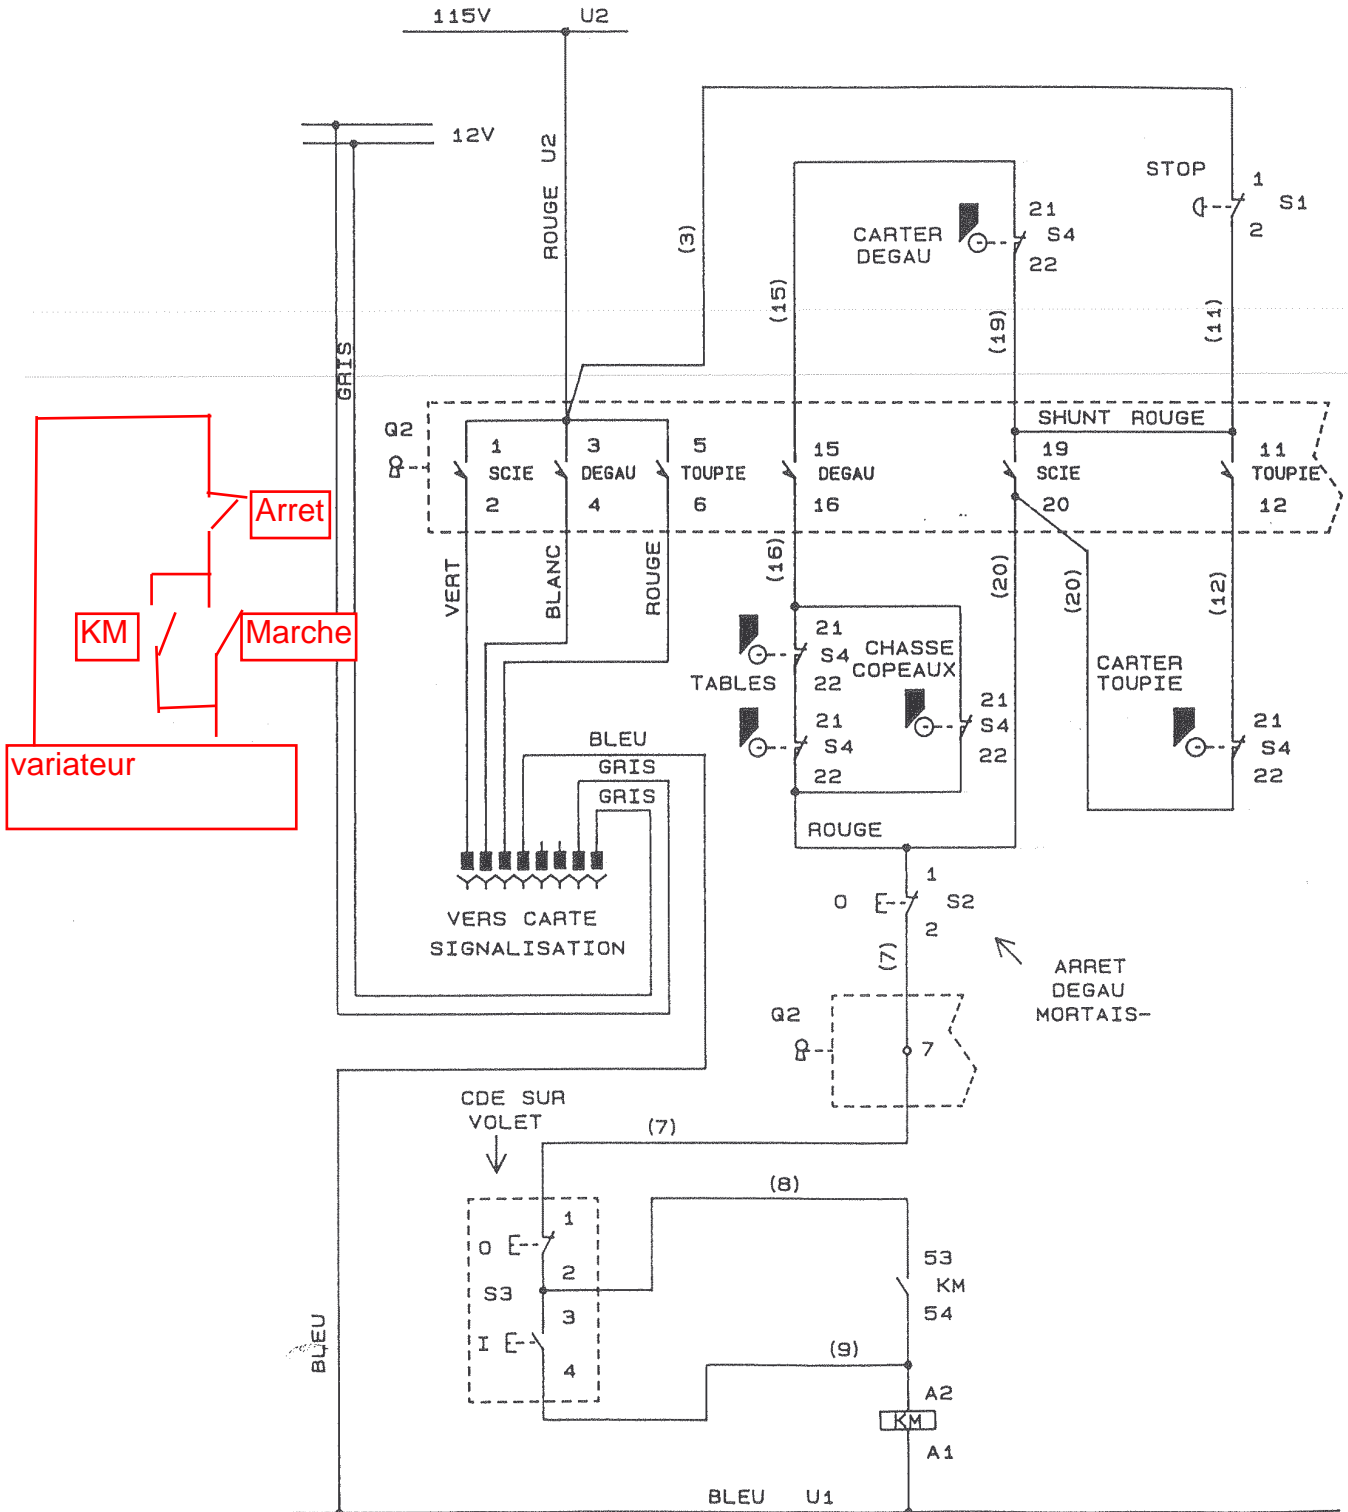 115V U2
12V
ROUGE U2
(3)
STOP
1
S1
2
CARTER
DEGAU
21
S4
22
(15)
(19)
(11)
GRIS
Q2
SHUNT ROUGE
1
SCIE
2
3
DEGAU
4
5
TOUPIE
6
15
DEGAU
16
19
SCIE
20
11
TOUPIE
12
Arret
KM
Marche
variateur
VERT
BLANC
ROUGE
(16)
(20)
(20)
(12)
21
S4
22
TABLES
21
S4
22
CHASSE
COPEAUX
21
S4
22
CARTER
TOUPIE
21
S4
22
BLEU
GRIS
GRIS
ROUGE
VERS CARTE
SIGNALISATION
O
1
S2
2
(7)
ARRET
DEGAU
MORTAIS-
Q2
7
CDE SUR
VOLET
(7)
(8)
O
1
2
S3
3
I
4
53
KM
54
(9)
A2
KM
A1
BLEU
BLEU U1